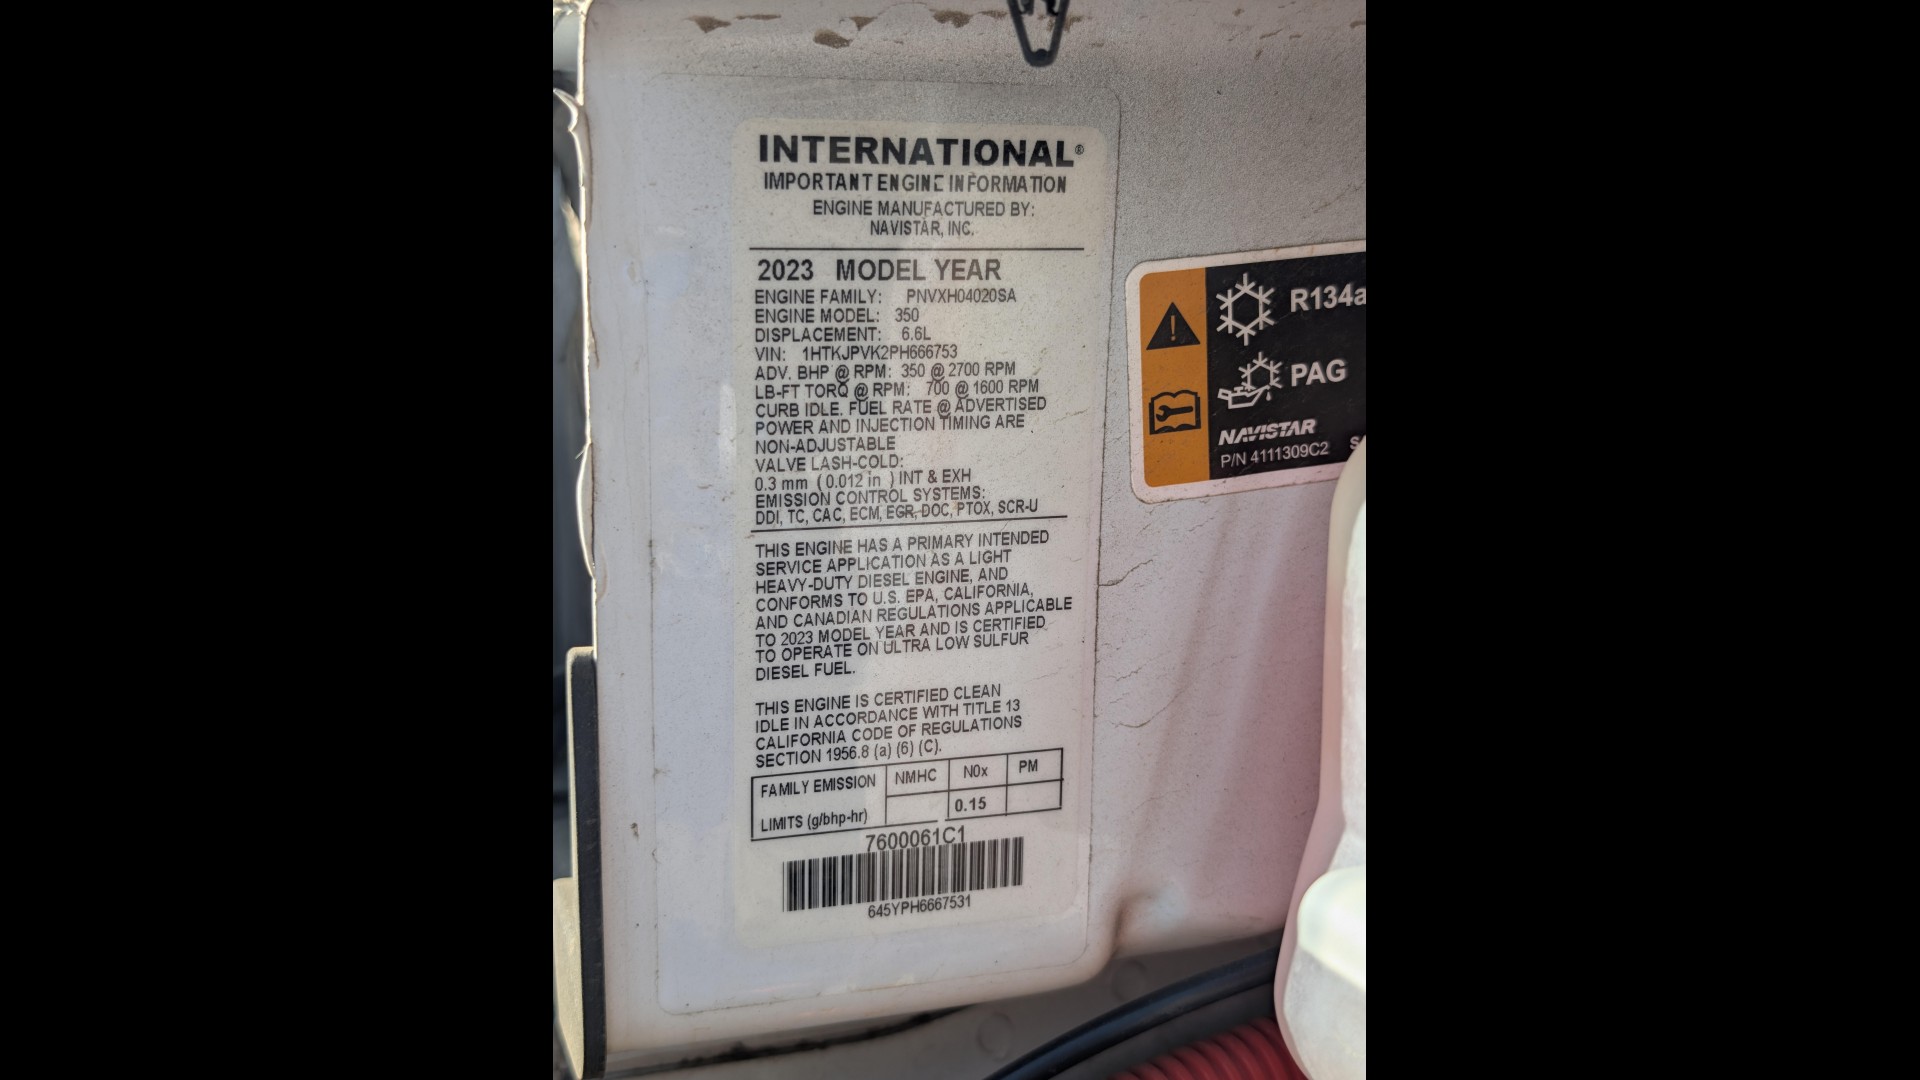 INTERNATIONAL®
IMPORTANT ENGINE INFORMATION
ENGINE MANUFACTURED BY:
NAVISTAR, INC.
2023 MODEL YEAR
ENGINE FAMILY: PNVXH04020SA
ENGINE MODEL: 350
DISPLACEMENT: 6.6L
VIN: 1HTKJPVK2PH666753
ADV. BHP @ RPM: 350 @ 2700 RPM
LB-FT TORQ @ RPM: 700 @ 1600 RPM
CURB IDLE, FUEL RATE @ ADVERTISED
POWER AND INJECTION TIMING ARE
NON-ADJUSTABLE
VALVE LASH-COLD:
0.3 mm ( 0.012 in ) INT & EXH
EMISSION CONTROL SYSTEMS:
DDI, TC, CAC, ECM, EGR, DOC, PTOX, SCR-U
THIS ENGINE HAS A PRIMARY INTENDED
SERVICE APPLICATION AS A LIGHT
HEAVY-DUTY DIESEL ENGINE, AND
CONFORMS TO U.S. EPA, CALIFORNIA,
AND CANADIAN REGULATIONS APPLICABLE
TO 2023 MODEL YEAR AND IS CERTIFIED
TO OPERATE ON ULTRA LOW SULFUR
DIESEL FUEL.
THIS ENGINE IS CERTIFIED CLEAN
IDLE IN ACCORDANCE WITH TITLE 13
CALIFORNIA CODE OF REGULATIONS
SECTION 1956.8 (a) (6) (C).
FAMILY EMISSION NMHC N0x PM
LIMITS (g/bhp-hr) 0.15
7600061C1
645YPH6667531
R134a
PAG
NAVISTAR
P/N 4111309C2